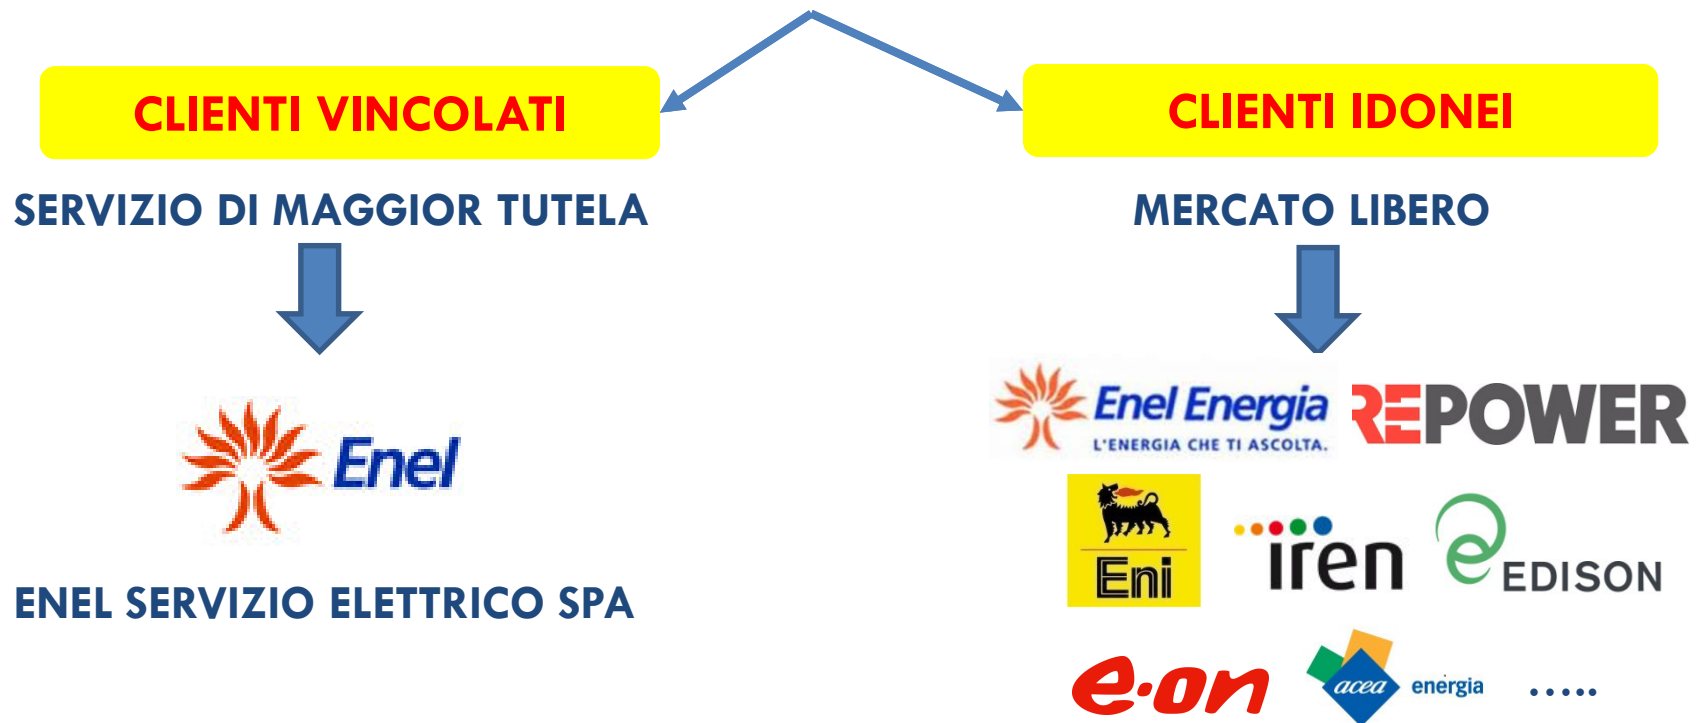 CLIENTI VINCOLATI
SERVIZIO DI MAGGIOR TUTELA
Enel
ENEL SERVIZIO ELETTRICO SPA
CLIENTI IDONEI
MERCATO LIBERO
Enel Energia
L'ENERGIA CHE TI ASCOLTA.
REPOWER
Eni
iren
EDISON
e·on
acea energia
.....